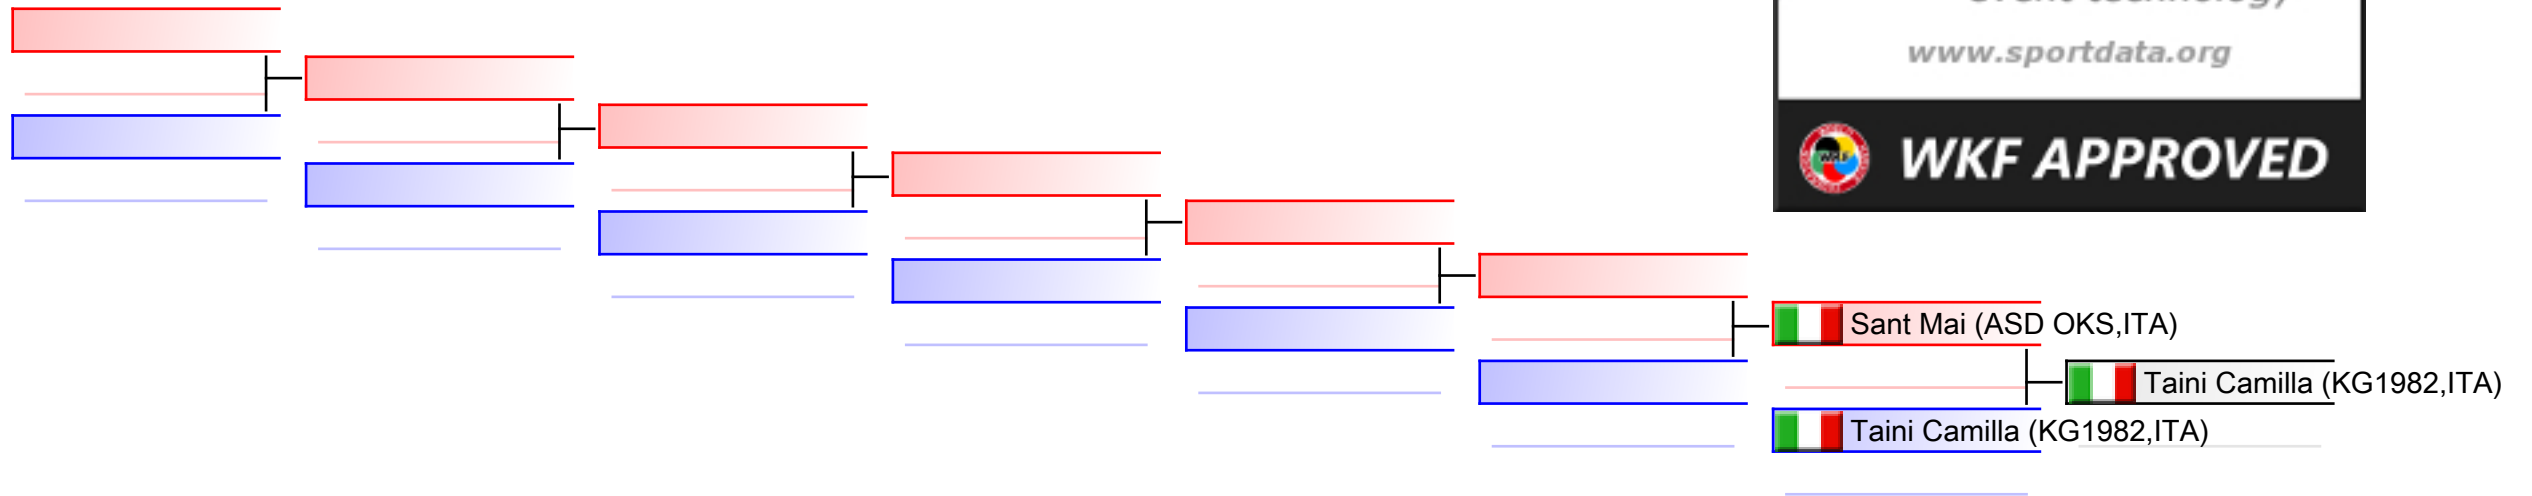 www.sportdata.org
WKF APPROVED
Sant Mai (ASD OKS,ITA)
Taini Camilla (KG1982,ITA)
Taini Camilla (KG1982,ITA)